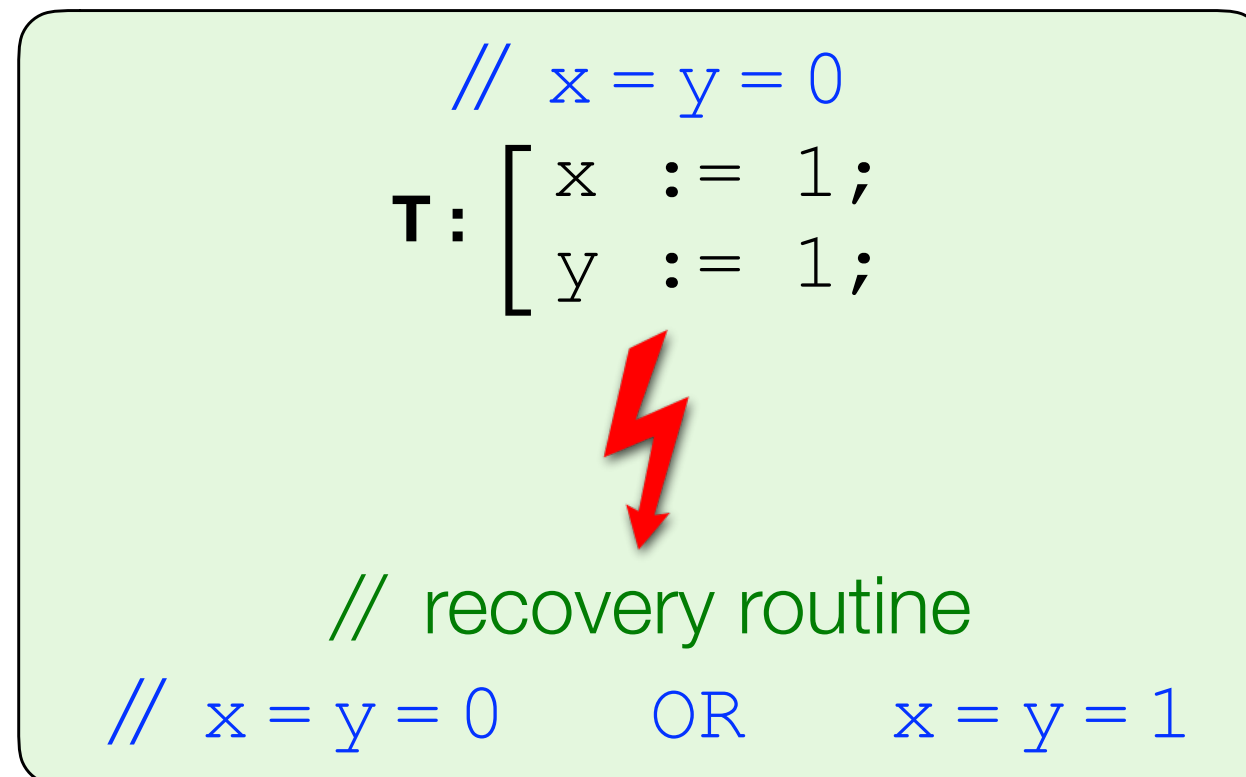 // x = y = 0
x := 1;
T:
y := 1;
// recovery routine
// x = y = 0 OR x = y = 1